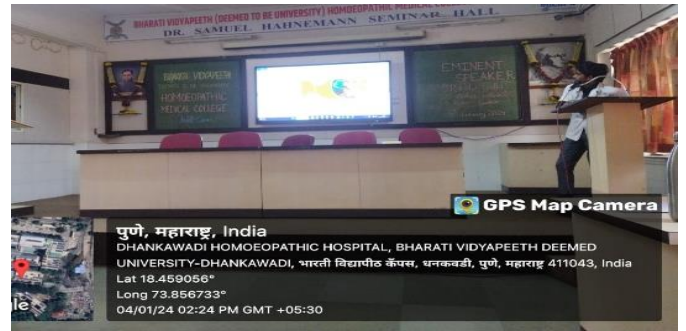 BHARATI VIDYAPEETH (DEEMED TO BE UNIVERSITY) HOMOEOPATHIC MEDICAL
DR. SAMUEL HAHNEMANN SEMINAR HALL
BHARATI VIDYAPEETH
HOMOEOPATHIC
MEDICAL COLLEGE
EMINENT
SPEAKER
GPS Map Camera
पुणे, महाराष्ट्र, India
DHANKAWADI HOMOEOPATHIC HOSPITAL, BHARATI VIDYAPEETH DEEMED
UNIVERSITY-DHANKAWADI, भारती विद्यापीठ कॅंपस, धनकवडी, पुणे, महाराष्ट्र 411043, India
Lat 18.459056°
Long 73.856733°
04/01/24 02:24 PM GMT +05:30